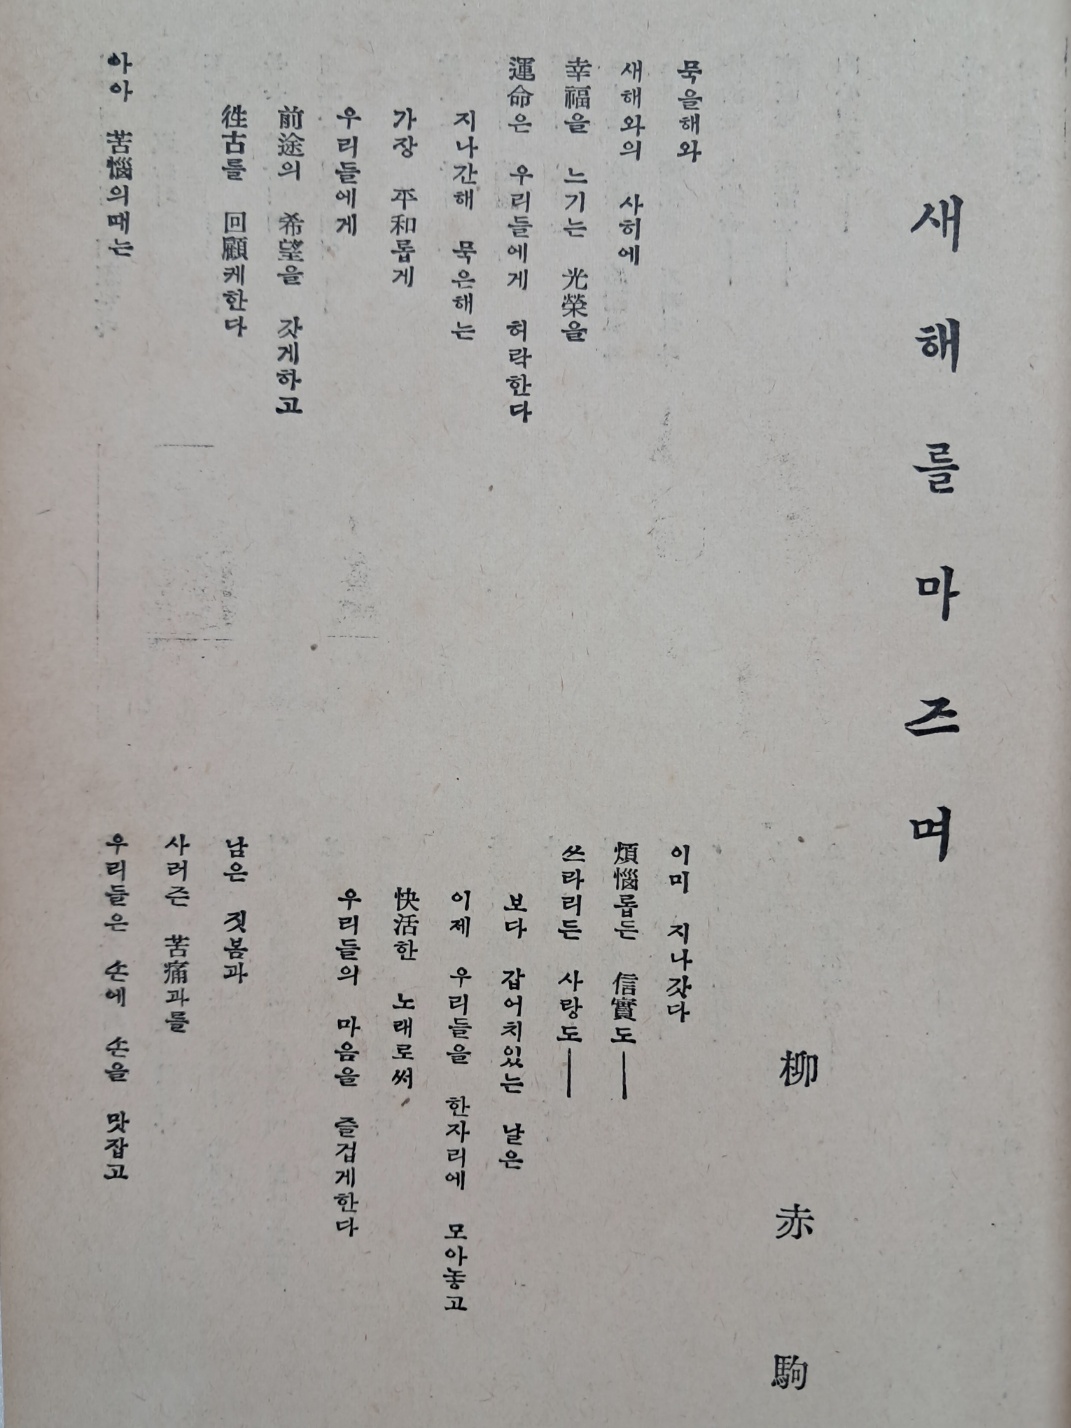 새해를마즈며
柳赤駒
묵을해와
새해와의 사허에
幸福을 느기는 光榮을
運命은 우리들에게 허락한다
지나간해 묵은해는
가장 平和롭게
우리들에게
前途의 希望을 갓게하고
徃古를 回顧케한다
아아 苦惱의때는
이미 지나갓다
煩惱롭든 信實도——
쓰라리든 사랑도——
보다 갑어치있는 날은
이제 우리들을 한자리에 모아놓고
快活한 노래로써
우리들의 마음을 즐겁게한다
남은 짓봄과
사러즌 苦痛과를
우리들은 손에 손을 맛잡고